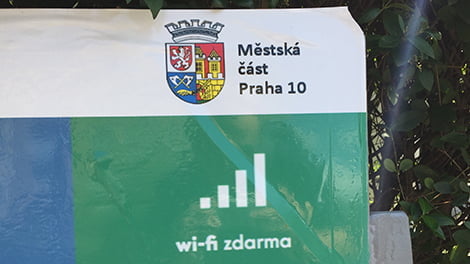 Městská
část
Praha 10
wi-fi zdarma